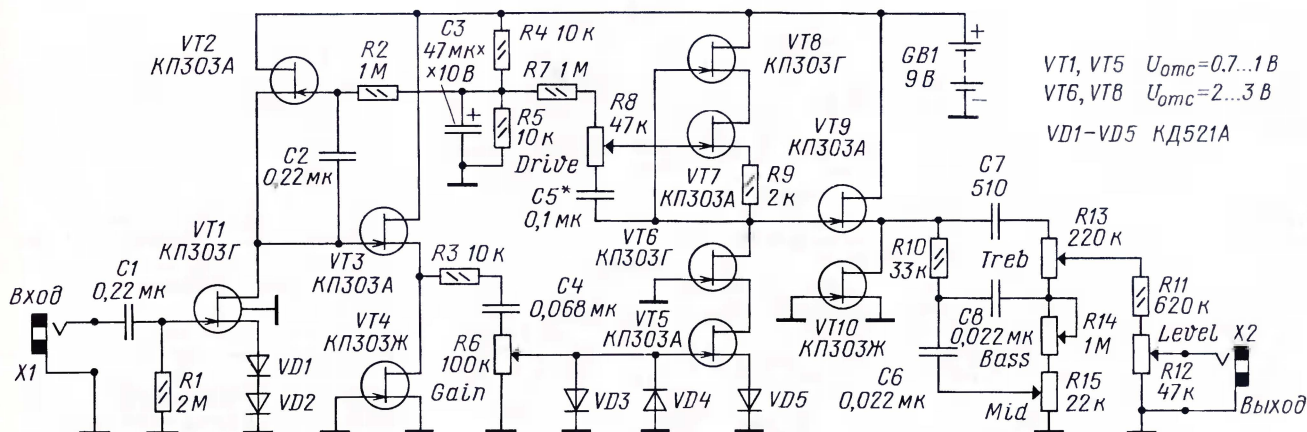 VT2
КП303А
R2
1М
C3
47мк×
×10В
R4 10к
R7 1М
R5
10к
R8
47к
Drive
C5*
0,1мк
C2
0,22мк
VT8
КП303Г
VT7
КП303А
R9
2к
VT9
КП303А
GB1
9В
VT1, VT5 Uотс=0.7...1В
VT6, VT8 Uотс=2...3В
VD1-VD5 КД521А
VT1
КП303Г
C1
0,22мк
Вход
X1
R1
2М
VD1
VD2
VT3
КП303А
R3 10к
C4
0,068мк
VT4
КП303Ж
R6
100к
Gain
VD3
VD4
VD5
VT6
КП303Г
VT5
КП303А
VT10
КП303Ж
R10
33к
C7
510
R13
220к
Treb
C8
0,022мк
R14
1М
Bass
C6
0,022мк
Mid
R15
22к
R11
620к
Level
R12
47к
X2
Выход